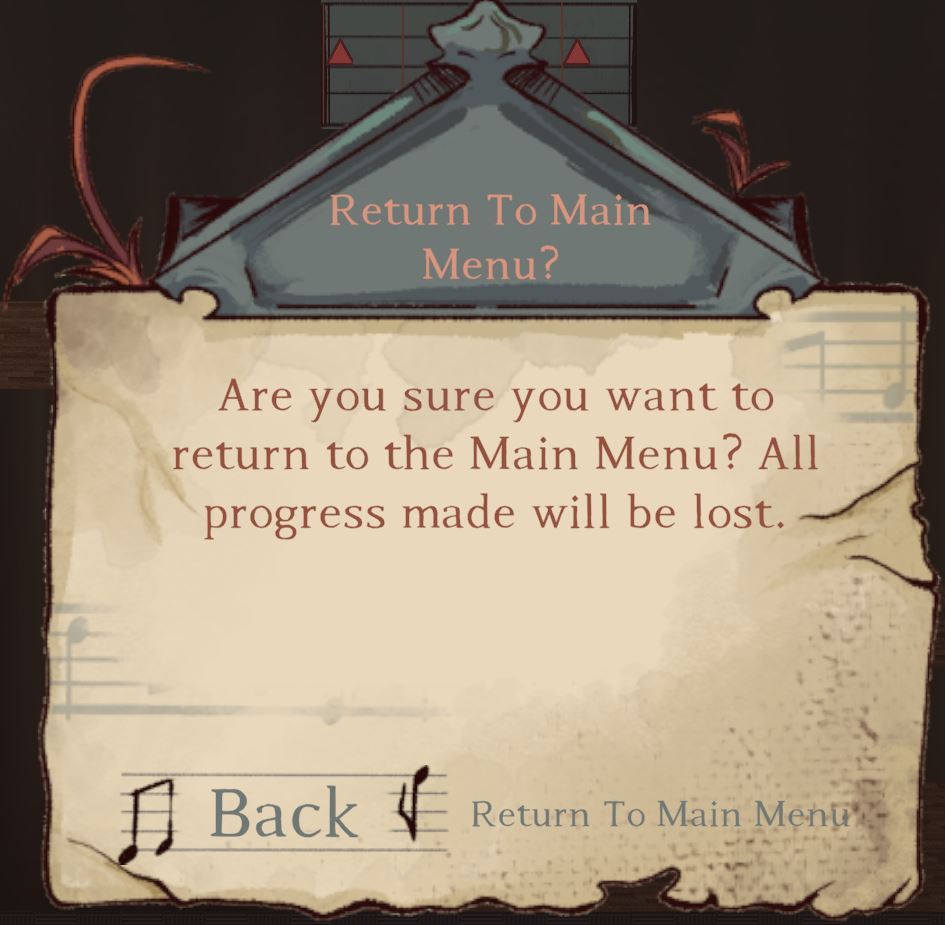 Return To Main
Menu?
Are you sure you want to
return to the Main Menu? All
progress made will be lost.
Back
Return To Main Menu